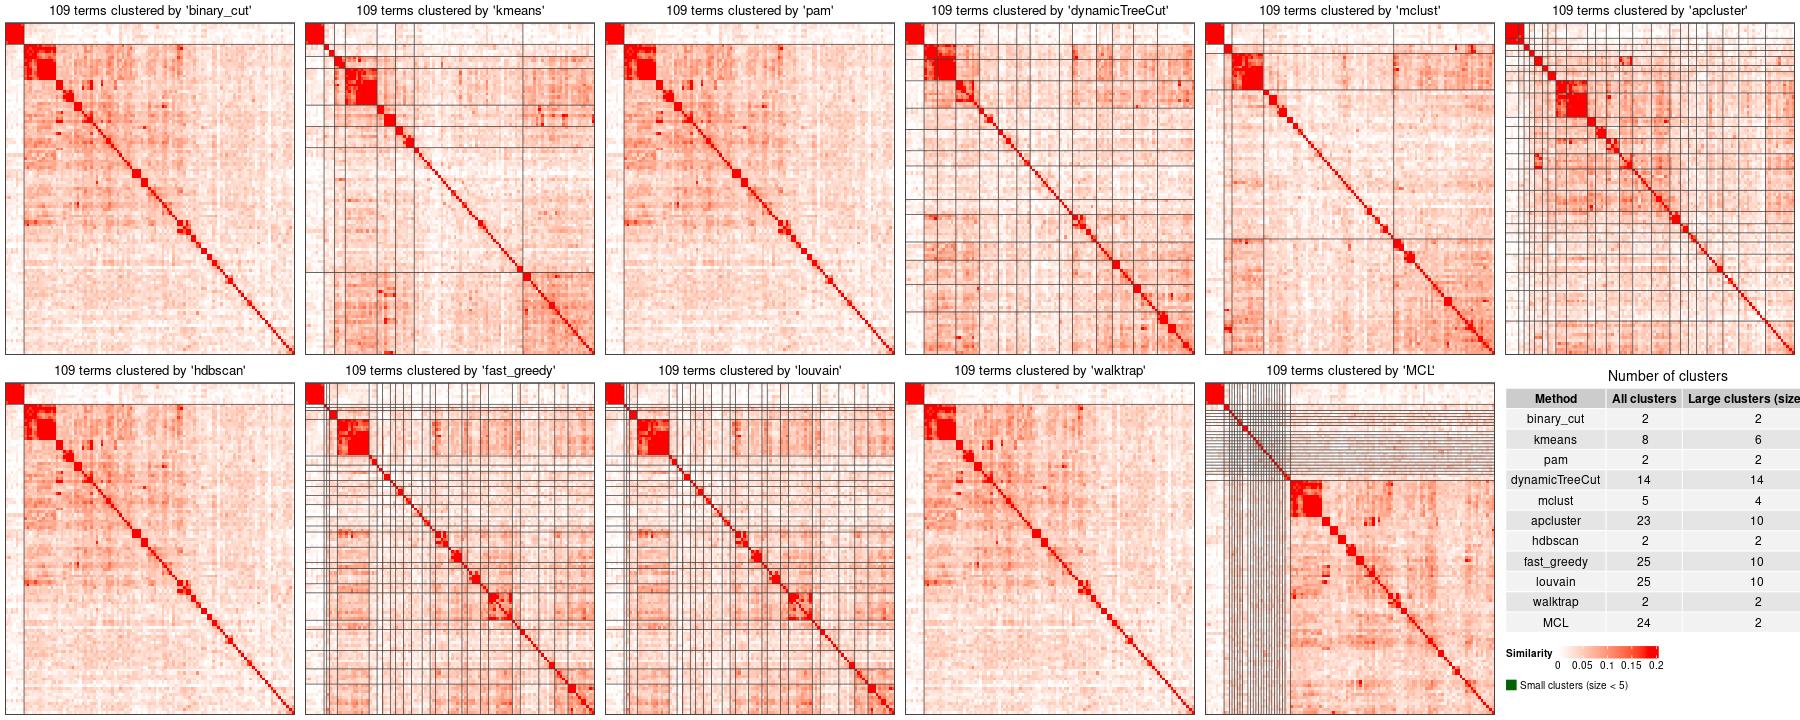 109 terms clustered by 'binary_cut'
109 terms clustered by 'kmeans'
109 terms clustered by 'pam'
109 terms clustered by 'dynamicTreeCut'
109 terms clustered by 'mclust'
109 terms clustered by 'apcluster'
109 terms clustered by 'hdbscan'
109 terms clustered by 'fast_greedy'
109 terms clustered by 'louvain'
109 terms clustered by 'walktrap'
109 terms clustered by 'MCL'
Number of clusters
Method All clusters Large clusters (size
binary_cut 2 2
kmeans 8 6
pam 2 2
dynamicTreeCut 14 14
mclust 5 4
apcluster 23 10
hdbscan 2 2
fast_greedy 25 10
louvain 25 10
walktrap 2 2
MCL 24 2
Similarity
0 0.05 0.1 0.15 0.2
Small clusters (size < 5)